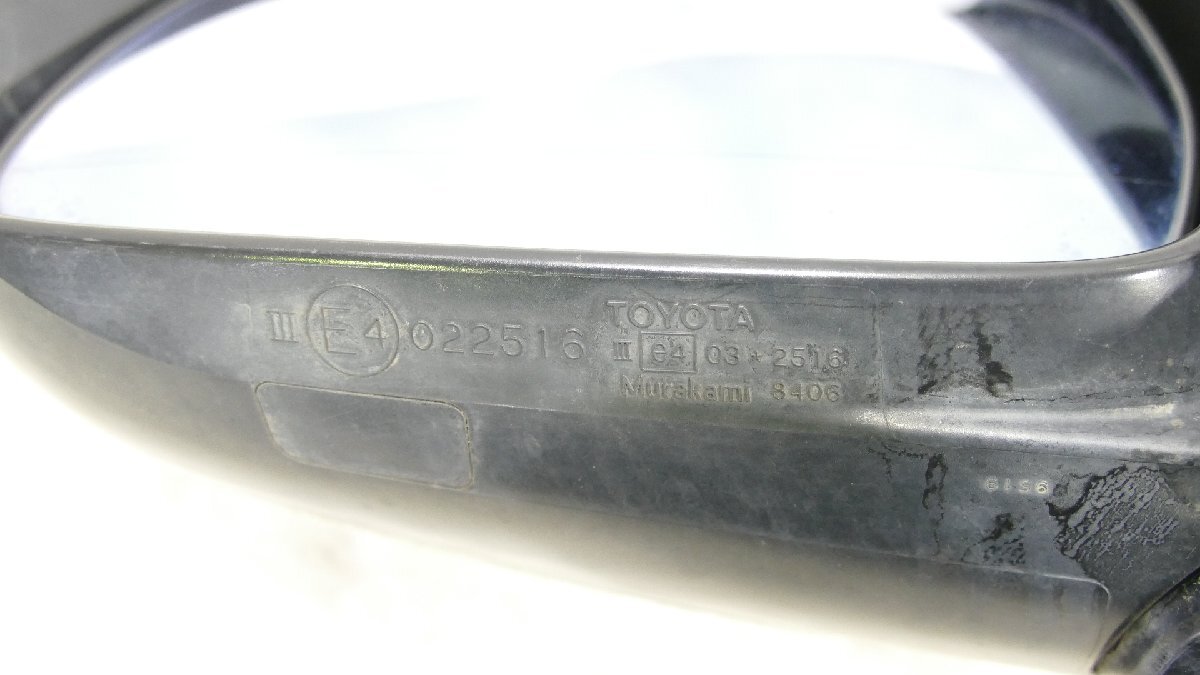 III E4 022516
TOYOTA
III e4 03 * 2516
Murakami 8406